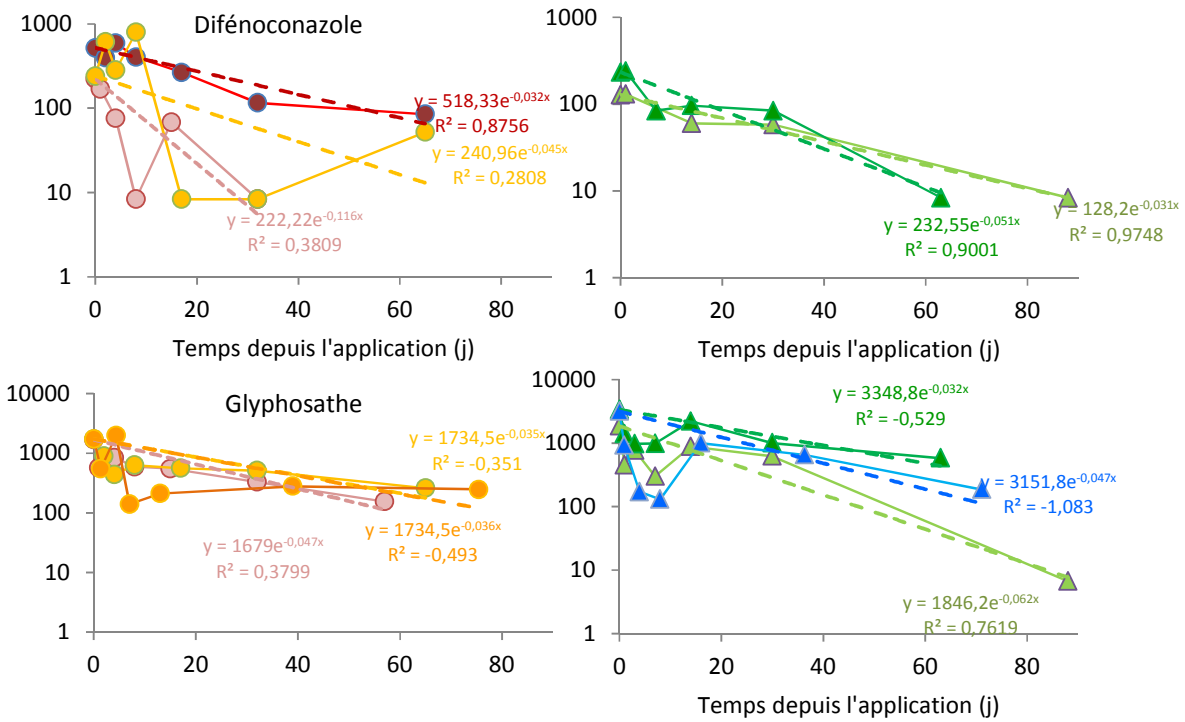 Difénoconazole
1000
100
10
1
0
20
40
60
80
y = 518,33e-0,032x
R² = 0,8756
y = 240,96e-0,045x
R² = 0,2808
y = 222,22e-0,116x
R² = 0,3809
Temps depuis l'application (j)
1000
100
10
1
0
20
40
60
80
y = 232,55e-0,051x
R² = 0,9001
y = 128,2e-0,031x
R² = 0,9748
Temps depuis l'application (j)
Glyphosathe
10000
1000
100
10
1
0
20
40
60
80
y = 1734,5e-0,035x
R² = -0,351
y = 1734,5e-0,036x
R² = -0,493
y = 1679e-0,047x
R² = 0,3799
10000
1000
100
10
1
0
20
40
60
80
y = 3348,8e-0,032x
R² = -0,529
y = 3151,8e-0,047x
R² = -1,083
y = 1846,2e-0,062x
R² = 0,7619
Temps depuis l'application (j)